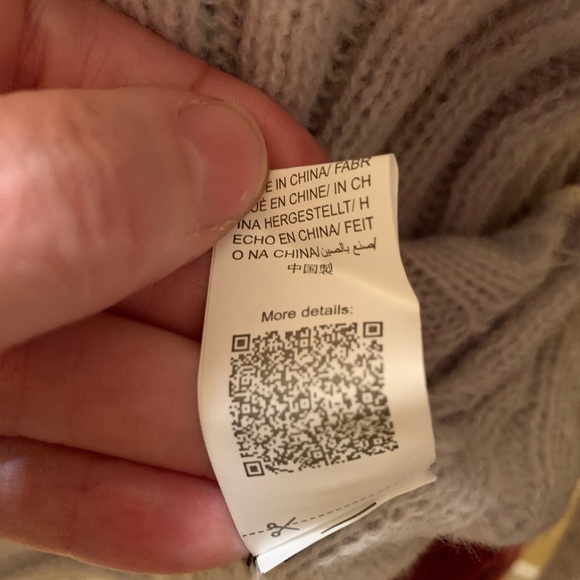 E IN CHINA/ FABR
QUÉ EN CHINE/ IN CH
INA HERGESTELLT/ H
ECHO EN CHINA/ FEIT
O NA CHINA/صنع بالصين/
中国製
More details: